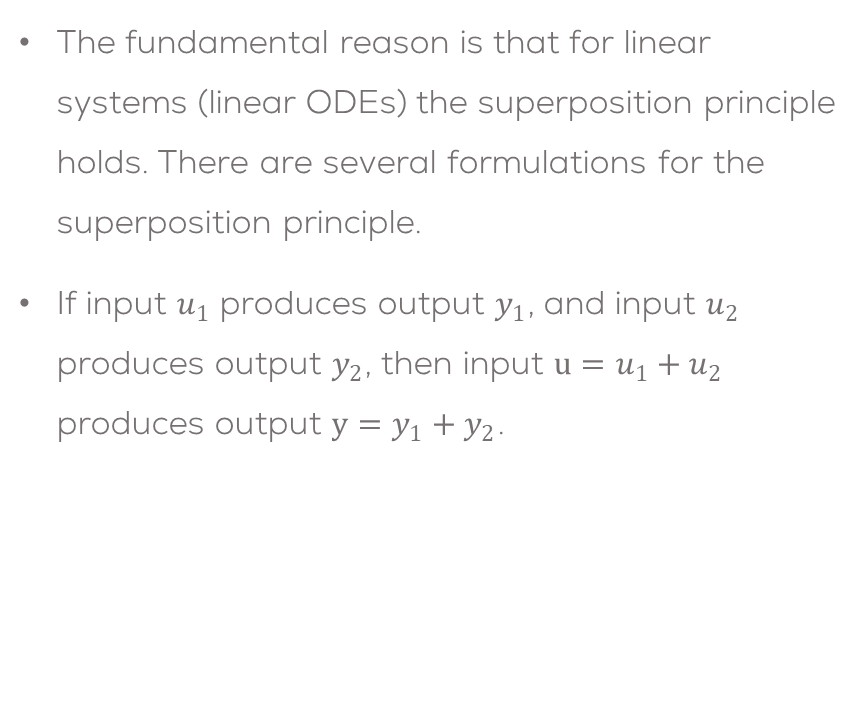 • The fundamental reason is that for linear
systems (linear ODEs) the superposition principle
holds. There are several formulations for the
superposition principle.
• If input u₁ produces output y₁, and input u₂
produces output y₂, then input u = u₁ + u₂
produces output y = y₁ + y₂.